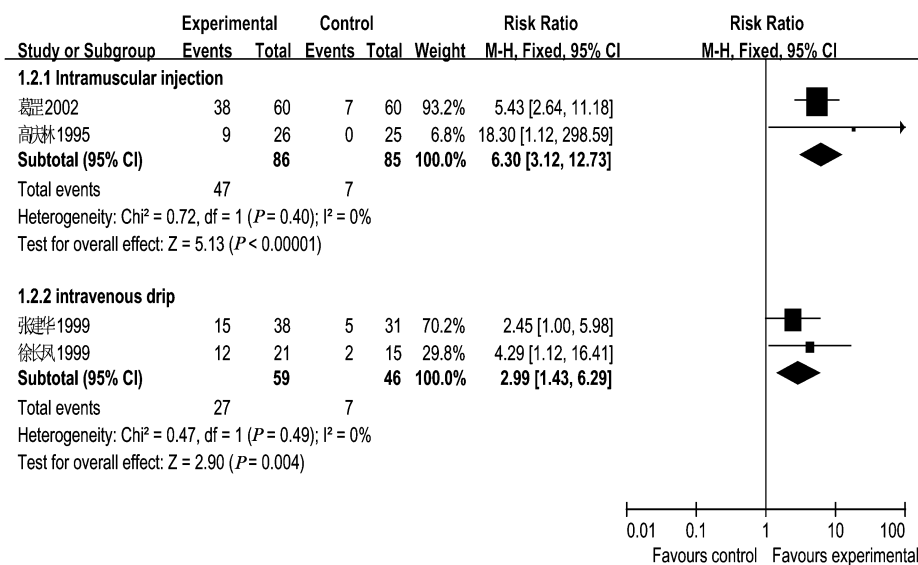 Experimental Control Risk Ratio Risk Ratio
Study or Subgroup Events Total Events Total Weight M-H, Fixed, 95% CI M-H, Fixed, 95% CI
1.2.1 Intramuscular injection
葛罡2002 38 60 7 60 93.2% 5.43 [2.64, 11.18]
高庆林1995 9 26 0 25 6.8% 18.30 [1.12, 298.59]
Subtotal (95% CI) 86 85 100.0% 6.30 [3.12, 12.73]
Total events 47 7
Heterogeneity: Chi² = 0.72, df = 1 (P = 0.40); I² = 0%
Test for overall effect: Z = 5.13 (P < 0.00001)
1.2.2 intravenous drip
张建华1999 15 38 5 31 70.2% 2.45 [1.00, 5.98]
徐长凤1999 12 21 2 15 29.8% 4.29 [1.12, 16.41]
Subtotal (95% CI) 59 46 100.0% 2.99 [1.43, 6.29]
Total events 27 7
Heterogeneity: Chi² = 0.47, df = 1 (P = 0.49); I² = 0%
Test for overall effect: Z = 2.90 (P = 0.004)
0.01 0.1 1 10 100
Favours control Favours experimental